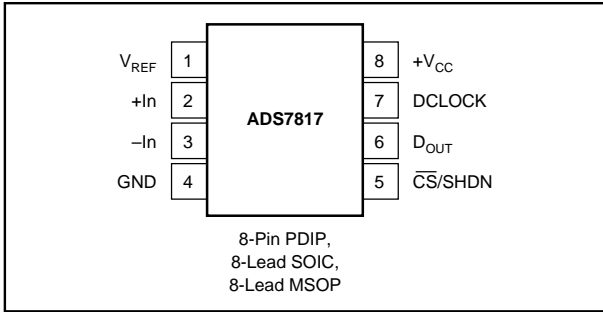 V_REF 1 8 +V_CC
+In 2 7 DCLOCK
ADS7817
–In 3 6 D_OUT
GND 4 5 C̅S̅/SHDN
8-Pin PDIP,
8-Lead SOIC,
8-Lead MSOP